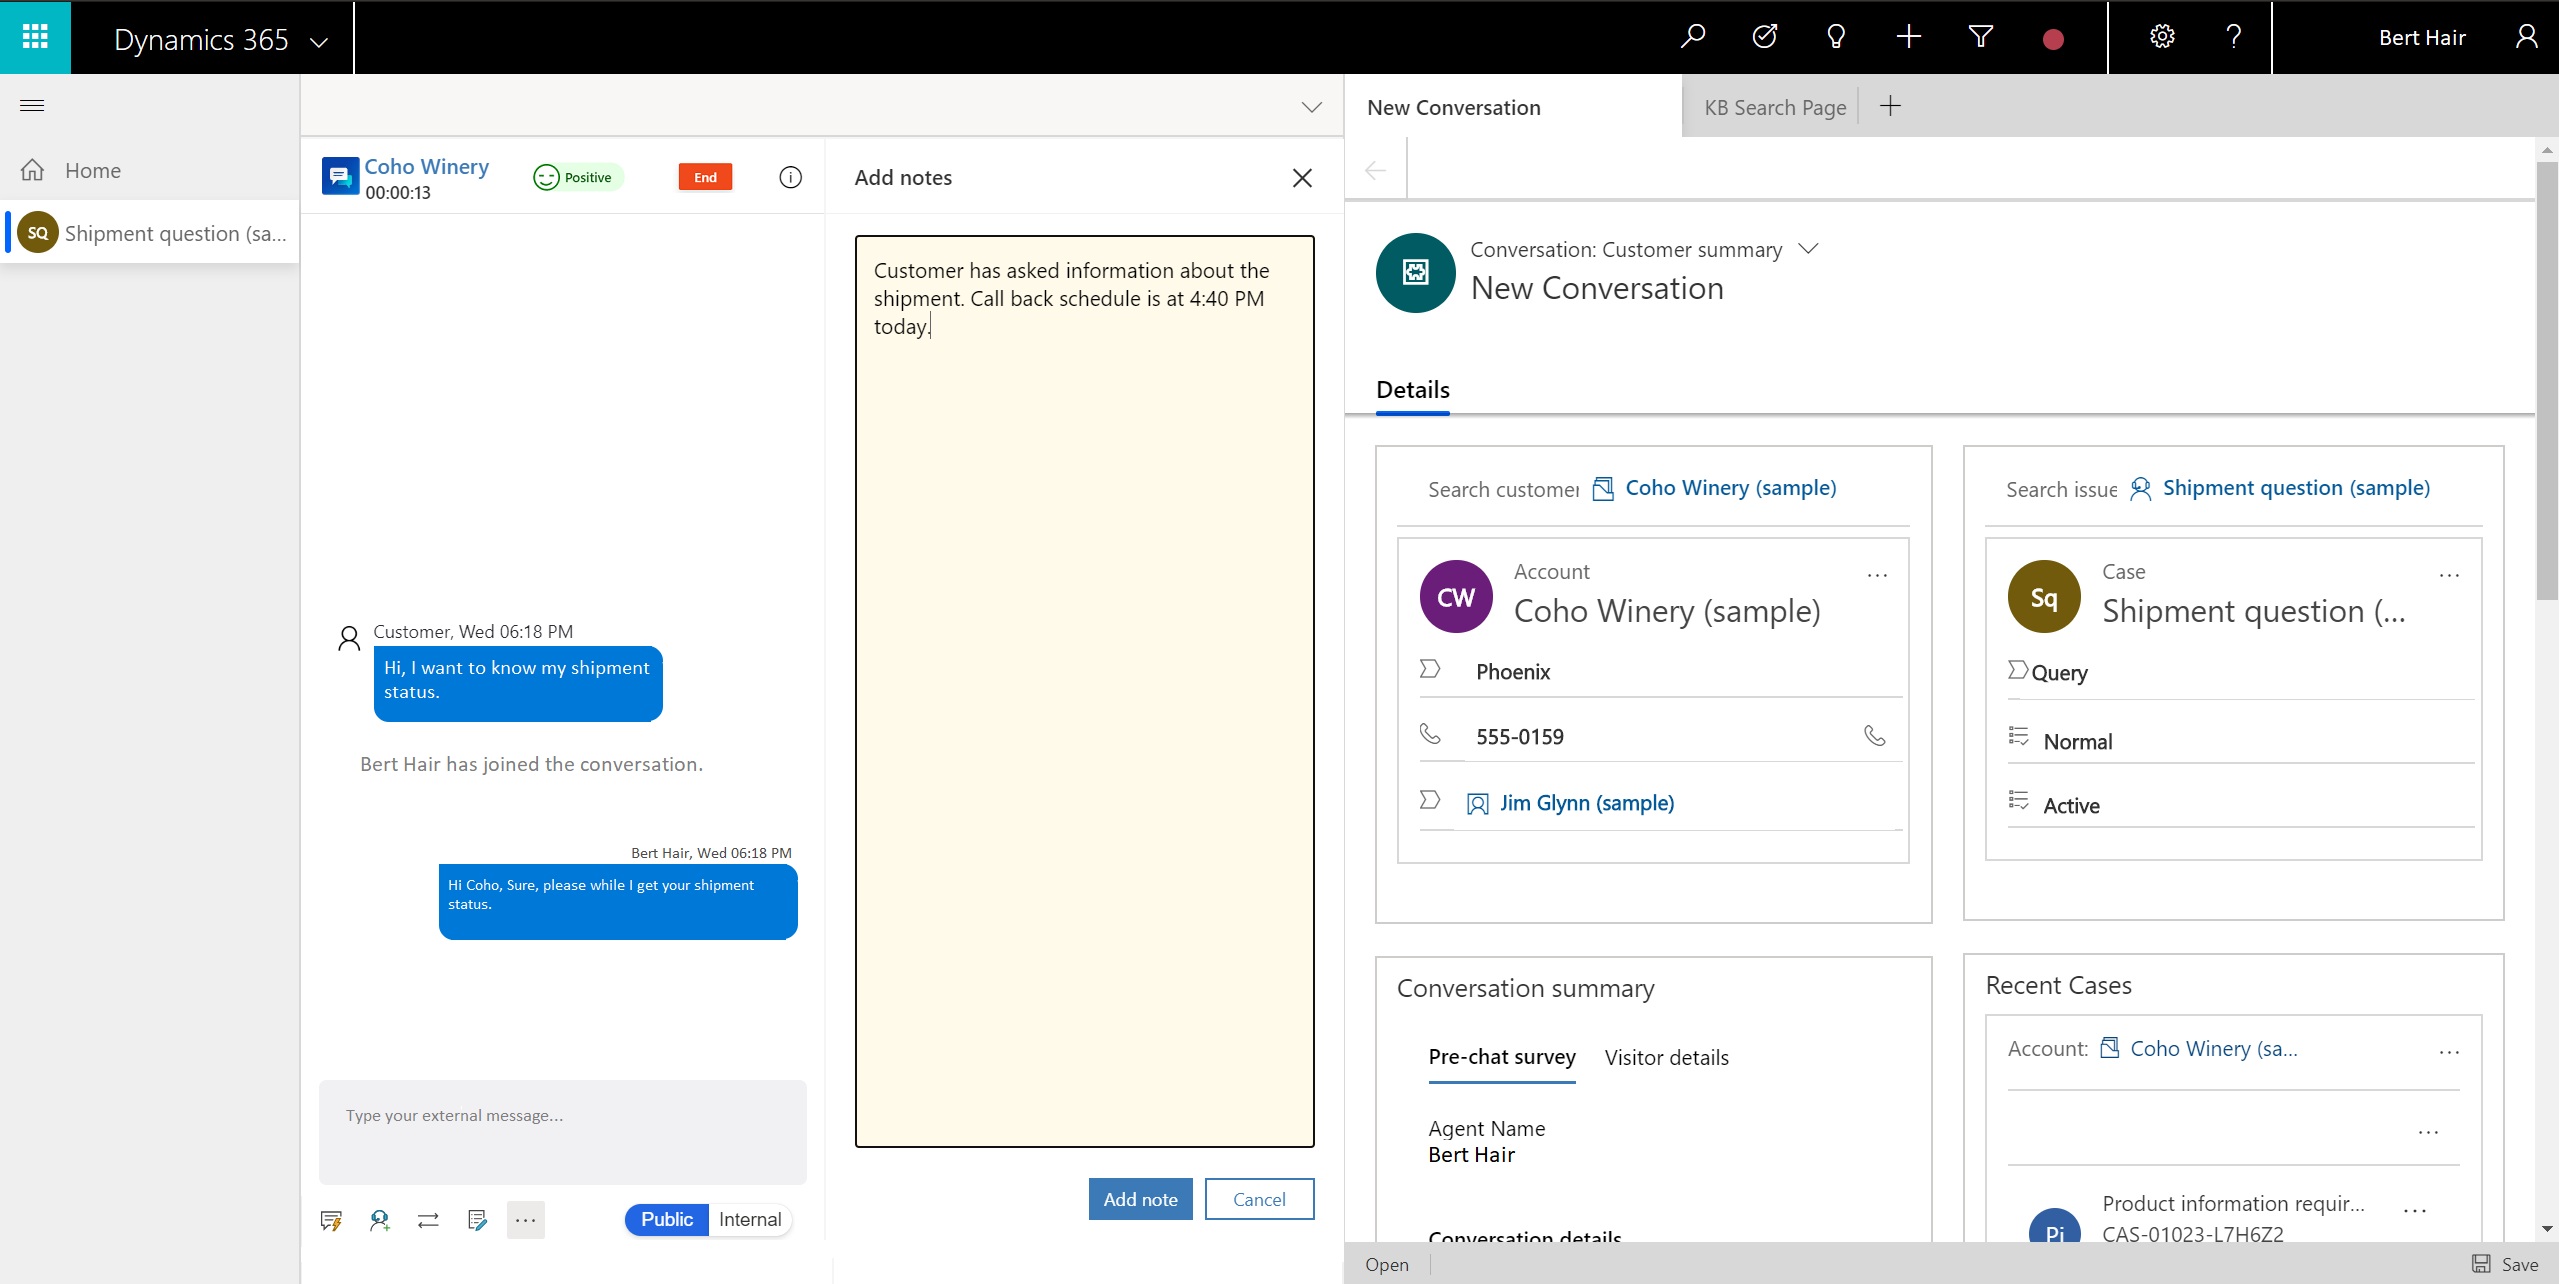 Dynamics 365
Bert Hair
Home
SQ Shipment question (sa...
Coho Winery
00:00:13
Positive
End
Customer, Wed 06:18 PM
Hi, I want to know my shipment
status.
Bert Hair has joined the conversation.
Bert Hair, Wed 06:18 PM
Hi Coho, Sure, please while I get your shipment
status.
Type your external message...
Public Internal
Add notes
Customer has asked information about the
shipment. Call back schedule is at 4:40 PM
today.
Add note Cancel
New Conversation KB Search Page
Conversation: Customer summary
New Conversation
Details
Search customer Coho Winery (sample)
CW
Account
Coho Winery (sample)
Phoenix
555-0159
Jim Glynn (sample)
Search issue Shipment question (sample)
Sq
Case
Shipment question (...
Query
Normal
Active
Conversation summary
Pre-chat survey Visitor details
Agent Name
Bert Hair
Conversation details
Recent Cases
Account: Coho Winery (sa...
Pi
Product information requir...
CAS-01023-L7H6Z2
Open Save